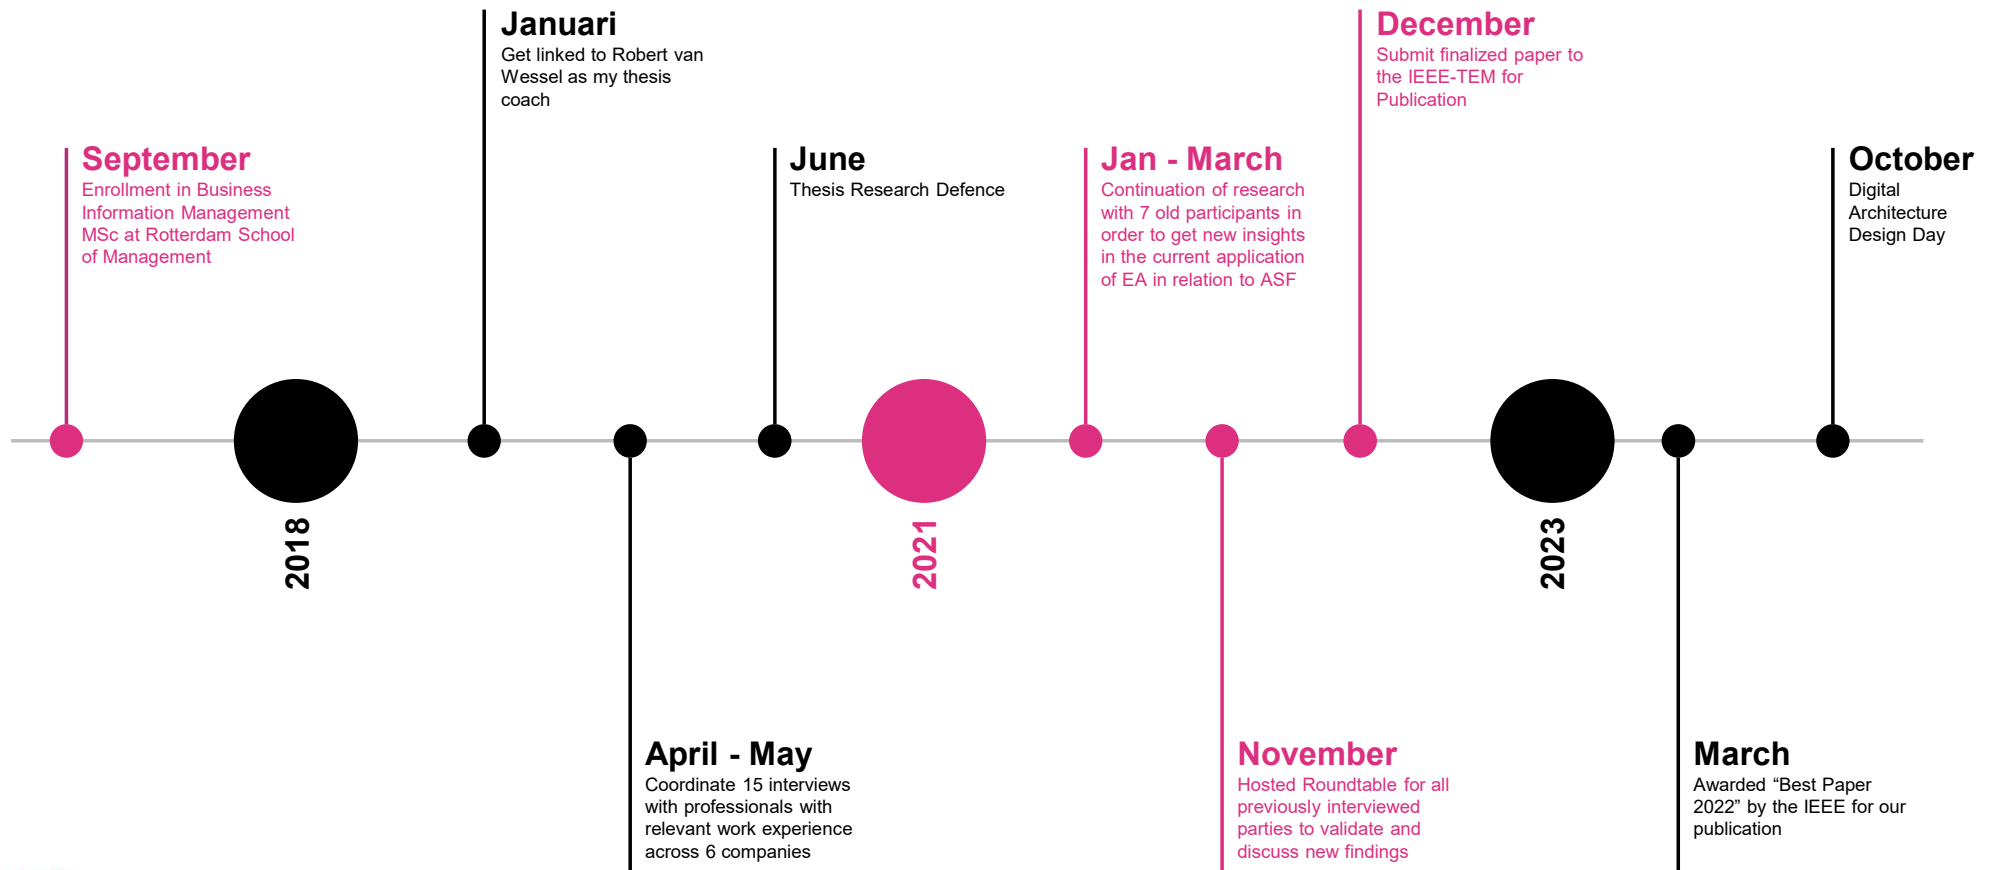 September
Enrollment in Business
Information Management
MSc at Rotterdam School
of Management
2018
Januari
Get linked to Robert van
Wessel as my thesis
coach
April - May
Coordinate 15 interviews
with professionals with
relevant work experience
across 6 companies
June
Thesis Research Defence
2021
Jan - March
Continuation of research
with 7 old participants in
order to get new insights
in the current application
of EA in relation to ASF
November
Hosted Roundtable for all
previously interviewed
parties to validate and
discuss new findings
December
Submit finalized paper to
the IEEE-TEM for
Publication
2023
March
Awarded “Best Paper
2022” by the IEEE for our
publication
October
Digital
Architecture
Design Day